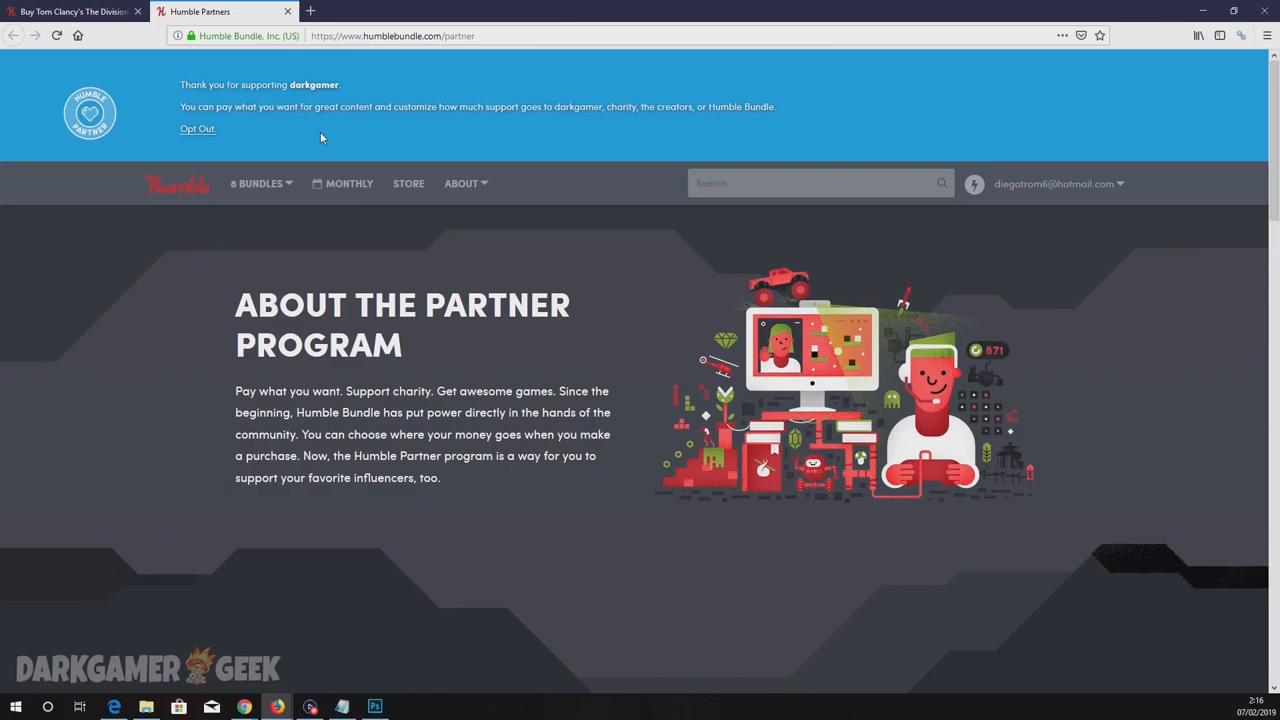 Buy Tom Clancy's The Division
Humble Partners
Humble Bundle, Inc. (US)
https://www.humblebundle.com/partner
Thank you for supporting darkgamer.
You can pay what you want for great content and customize how much support goes to darkgamer, charity, the creators, or Humble Bundle.
Opt Out.
HUMBLE PARTNER
Humble
8 BUNDLES
MONTHLY
STORE
ABOUT
Search
diegotrom6@hotmail.com
ABOUT THE PARTNER
PROGRAM
871
Pay what you want. Support charity. Get awesome games. Since the
beginning, Humble Bundle has put power directly in the hands of the
community. You can choose where your money goes when you make
a purchase. Now, the Humble Partner program is a way for you to
support your favorite influencers, too.
DARKGAMER GEEK
Ps
2:16
07/02/2019